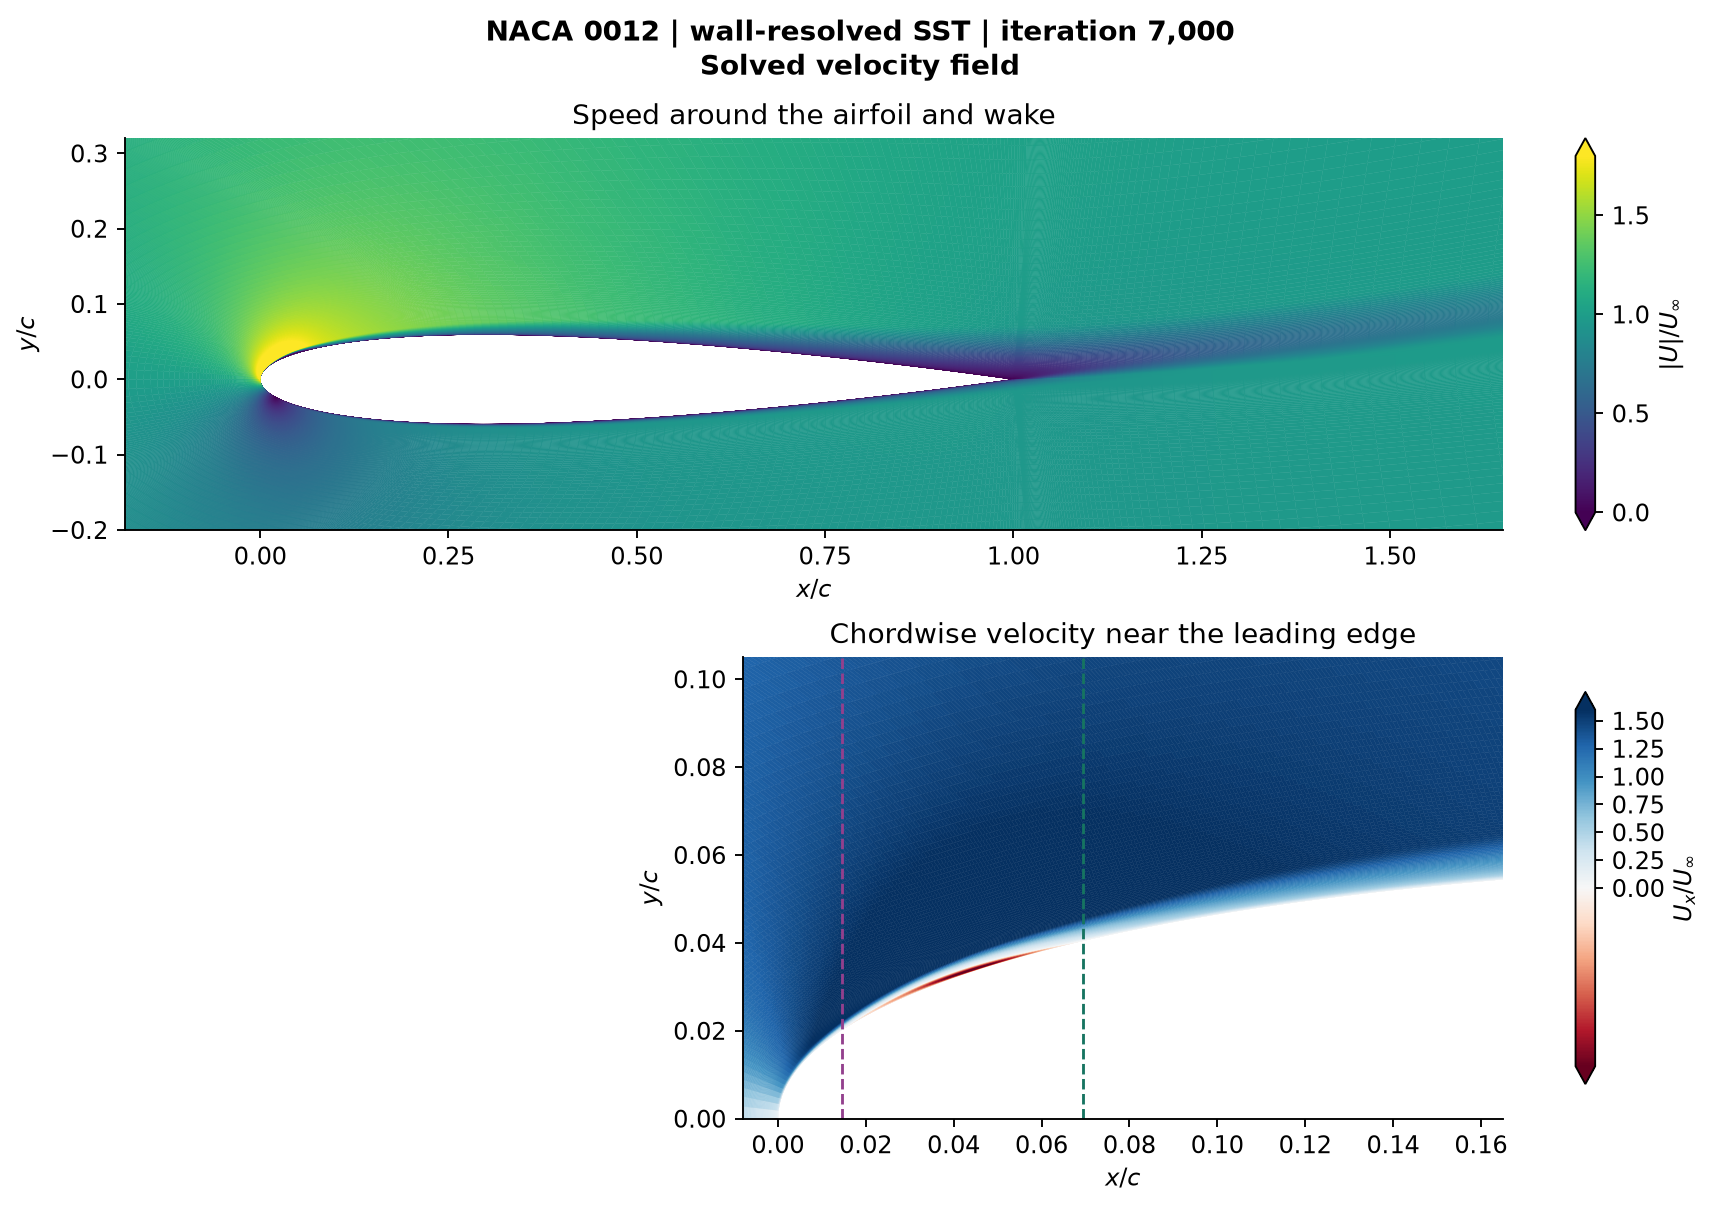 NACA 0012 | wall-resolved SST | iteration 7,000
Solved velocity field
Speed around the airfoil and wake
0.3
0.2
0.1
0.0
−0.1
−0.2
y/c
0.00 0.25 0.50 0.75 1.00 1.25 1.50
x/c
1.5
1.0
0.5
0.0
|U|/U∞
Chordwise velocity near the leading edge
0.10
0.08
0.06
0.04
0.02
0.00
y/c
0.00 0.02 0.04 0.06 0.08 0.10 0.12 0.14 0.16
x/c
1.50
1.25
1.00
0.75
0.50
0.25
0.00
Ux/U∞